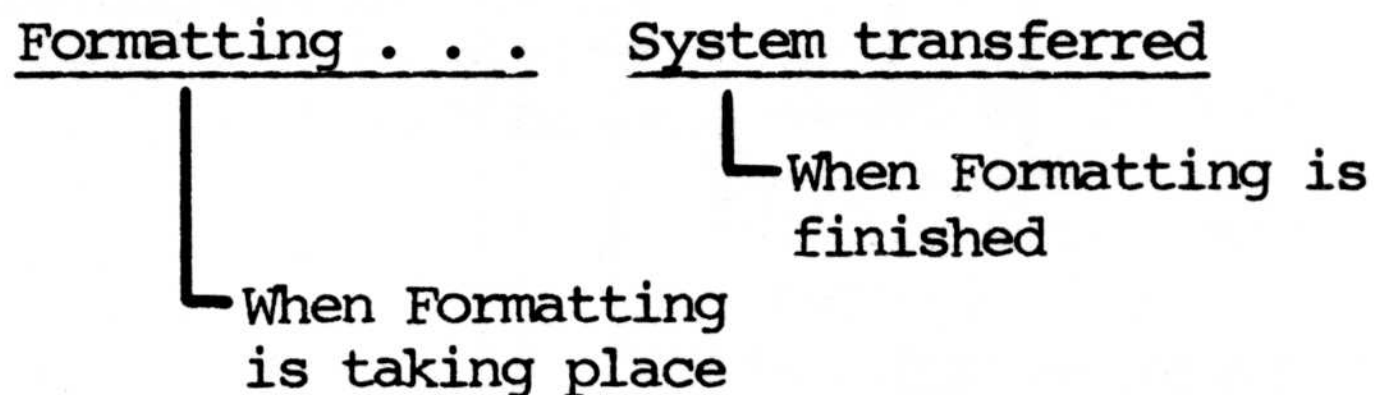 Formatting . . . System transferred
When Formatting is
finished
When Formatting
is taking place